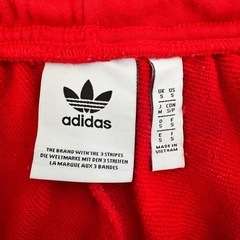 adidas
THE BRAND WITH THE 3 STRIPES
DIE WELTMARKE MIT DEN 3 STREIFEN
LA MARQUE AUX 3 BANDES
UK US
S S
J CDN
M S/P
D F
S S
E I
S S
MADE IN
VIETNAM